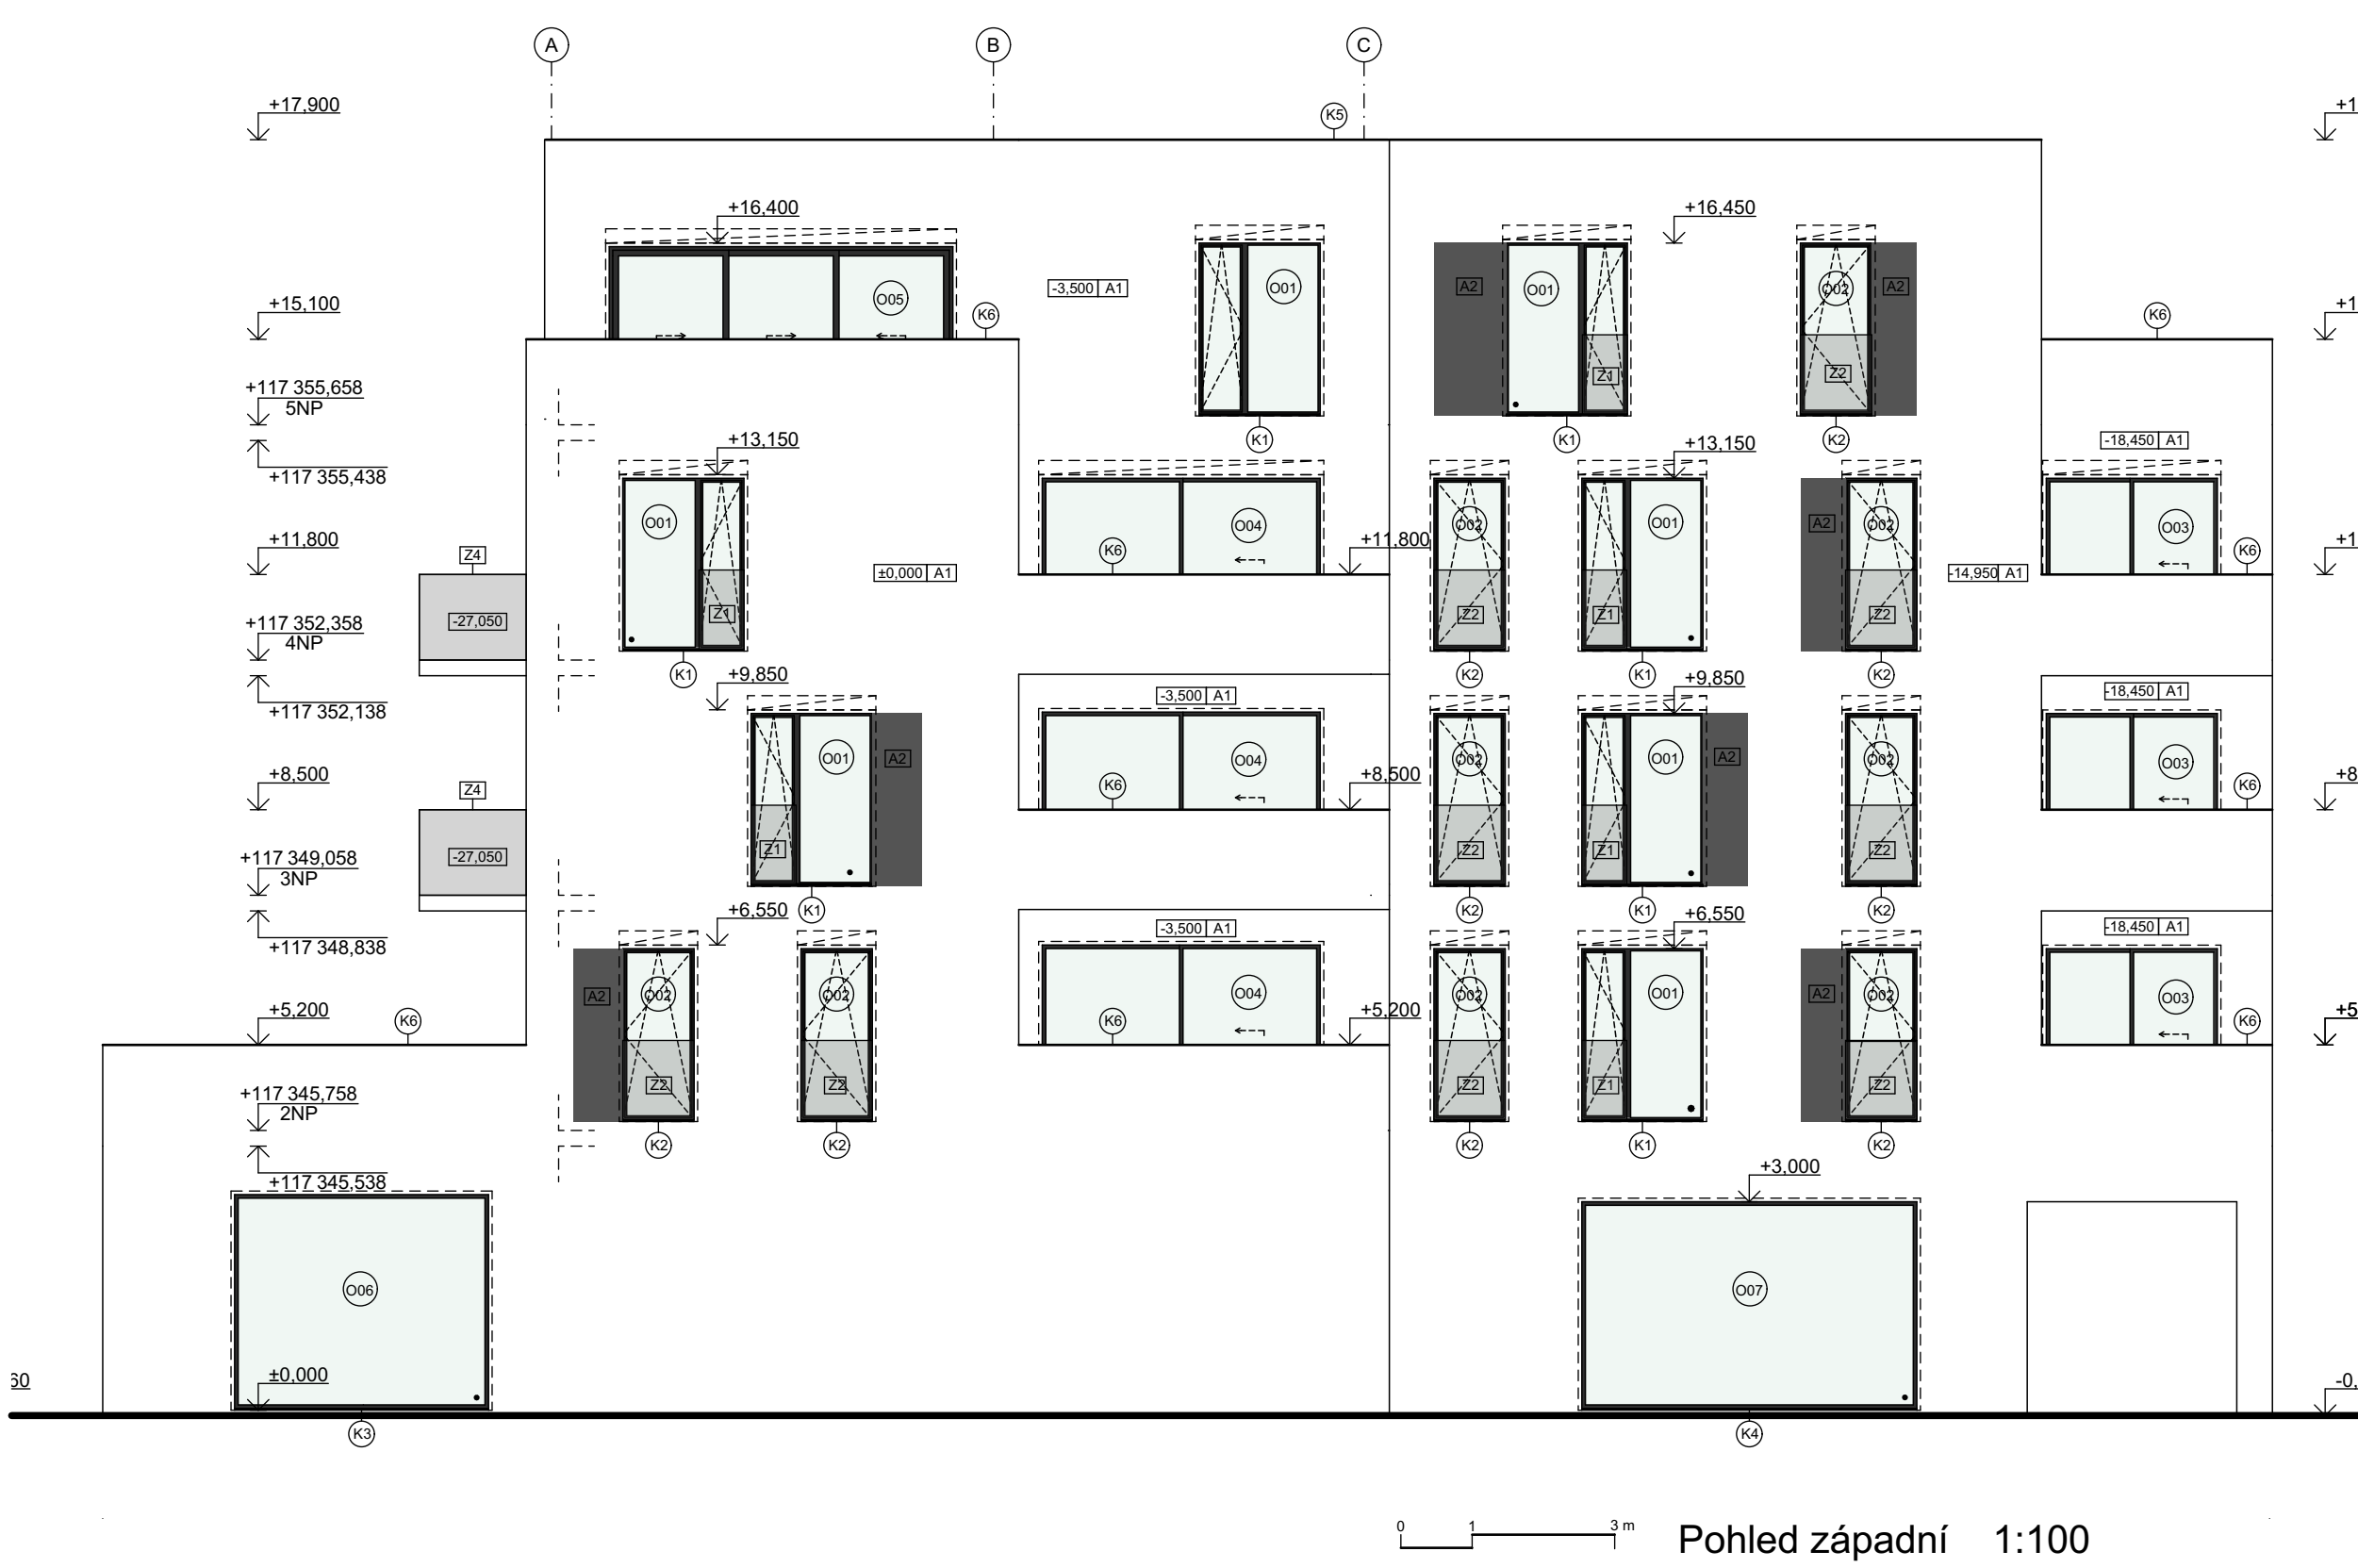 A B C
K5
+17,900 +1
+16,400 +16,450
-3,500 A1 O01 A2 O01 O02 A2
O05
+15,100 K6 K6 +1
Z1 Z2
+117 355,658
5NP
K1 K1 K2
+13,150 +13,150 -18,450 A1
+117 355,438
O01 O04 O02 O01 A2 O02 O03
+11,800 Z4 K6 +11,800 K6 +1
±0,000 A1 -14,950 A1
+117 352,358 -27,050 Z1 Z2 Z1 Z2
4NP
K1 K2 K1 K2
+9,850 +9,850
-3,500 A1 -18,450 A1
+117 352,138
O01 A2 O04 O02 O01 A2 O02 O03
+8,500 Z4 K6 +8,500 K6 +8
+117 349,058 -27,050 Z1 Z2 Z1 Z2
3NP
K1 K2 K1 K2
+6,550 +6,550
-3,500 A1 -18,450 A1
+117 348,838
A2 O02 O02 O04 O02 O01 A2 O02 O03
+5,200 K6 K6 +5,200 K6 +5
+117 345,758 Z2 Z2 Z2 Z1 Z2
2NP
K2 K2 K2 K1 K2
+3,000
+117 345,538
O06 O07
60 ±0,000 -0,
K3 K4
0 1 3 m
Pohled západní 1:100